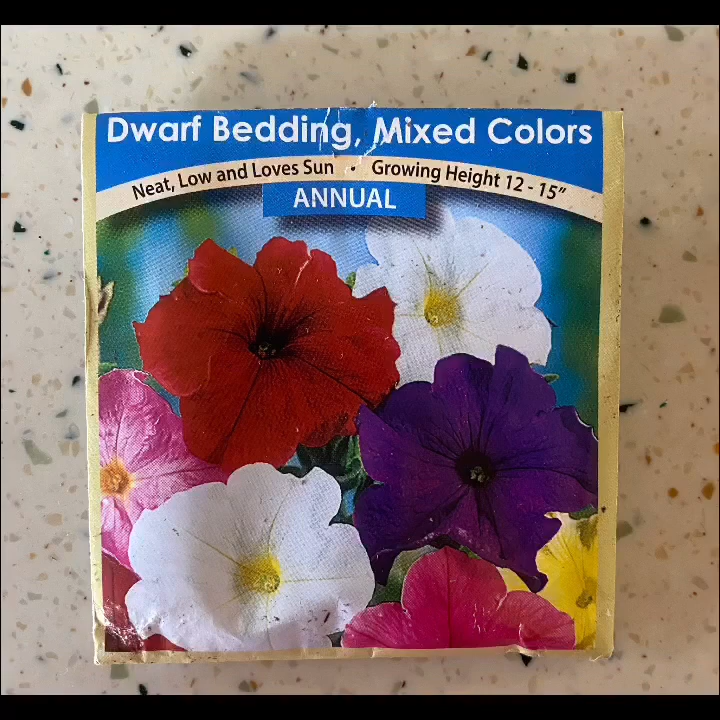 Dwarf Bedding, Mixed Colors
Neat, Low and Loves Sun • Growing Height 12 - 15"
ANNUAL